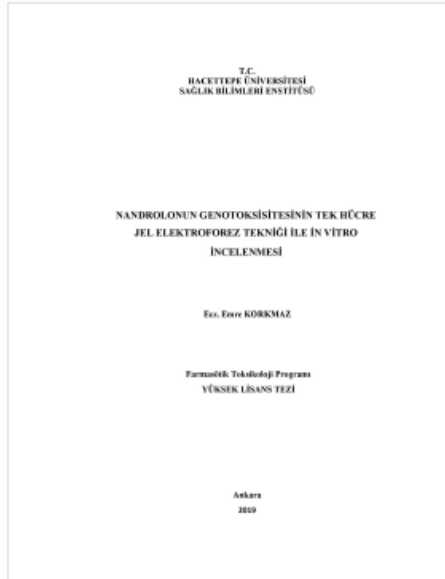 T.C.
HACETTEPE ÜNİVERSİTESİ
SAĞLIK BİLİMLERİ ENSTİTÜSÜ
NANDROLONUN GENOTOKSİSİTESİNİN TEK HÜCRE
JEL ELEKTROFOREZ TEKNİĞİ İLE İN VİTRO
İNCELENMESİ
Ecz. Emre KORKMAZ
Farmasötik Toksikoloji Programı
YÜKSEK LİSANS TEZİ
Ankara
2019